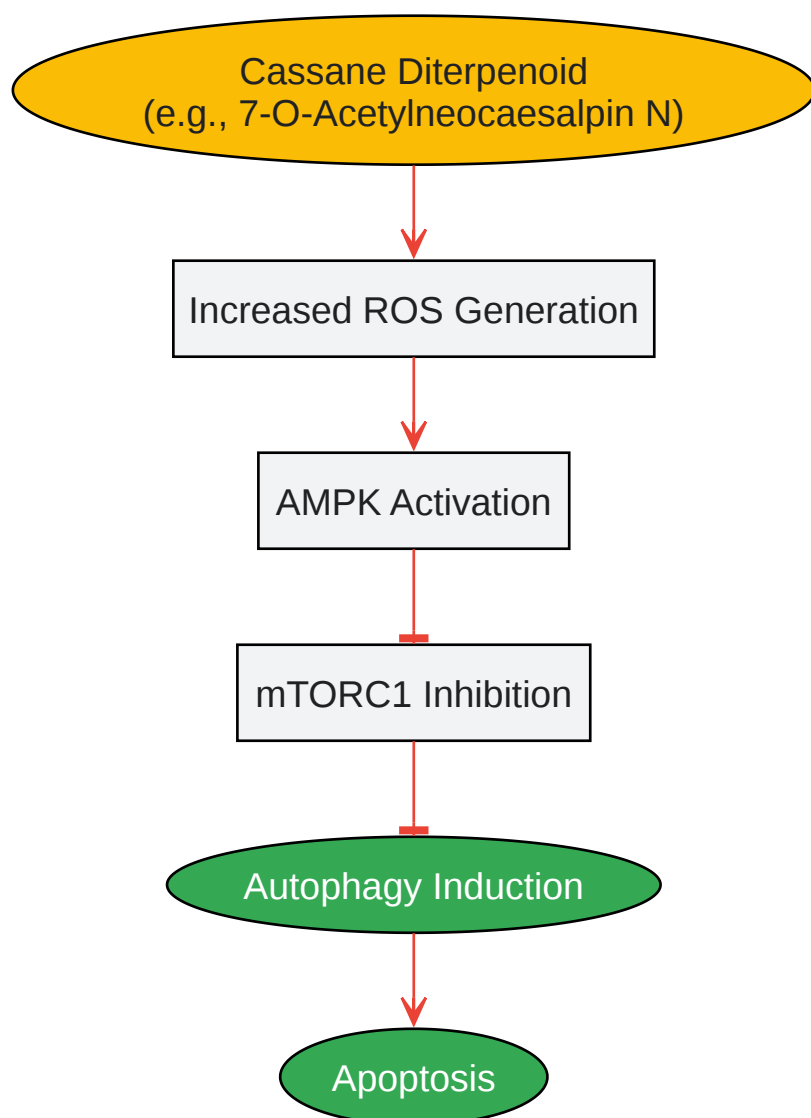 Cassane Diterpenoid
(e.g., 7-O-Acetylneocaesalpin N)
Increased ROS Generation
AMPK Activation
mTORC1 Inhibition
Autophagy Induction
Apoptosis